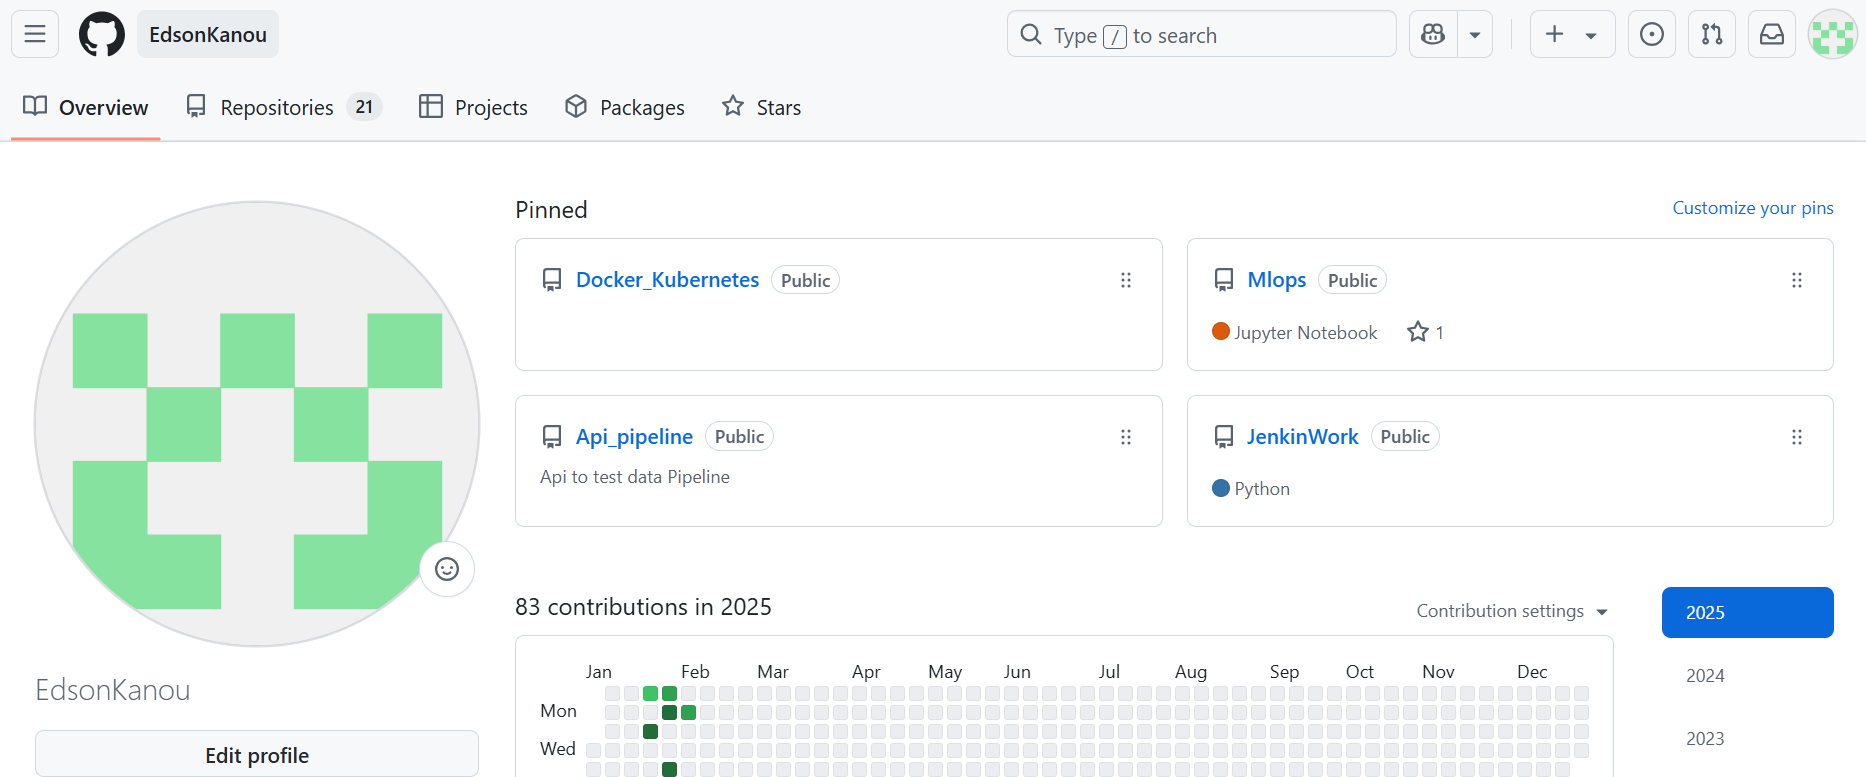 EdsonKanou
Type / to search
Overview
Repositories 21
Projects
Packages
Stars
Pinned
Customize your pins
Docker_Kubernetes Public
Mlops Public
Jupyter Notebook 1
Api_pipeline Public
Api to test data Pipeline
JenkinWork Public
Python
EdsonKanou
Edit profile
83 contributions in 2025
Contribution settings
Jan Feb Mar Apr May Jun Jul Aug Sep Oct Nov Dec
Mon
Wed
2025
2024
2023